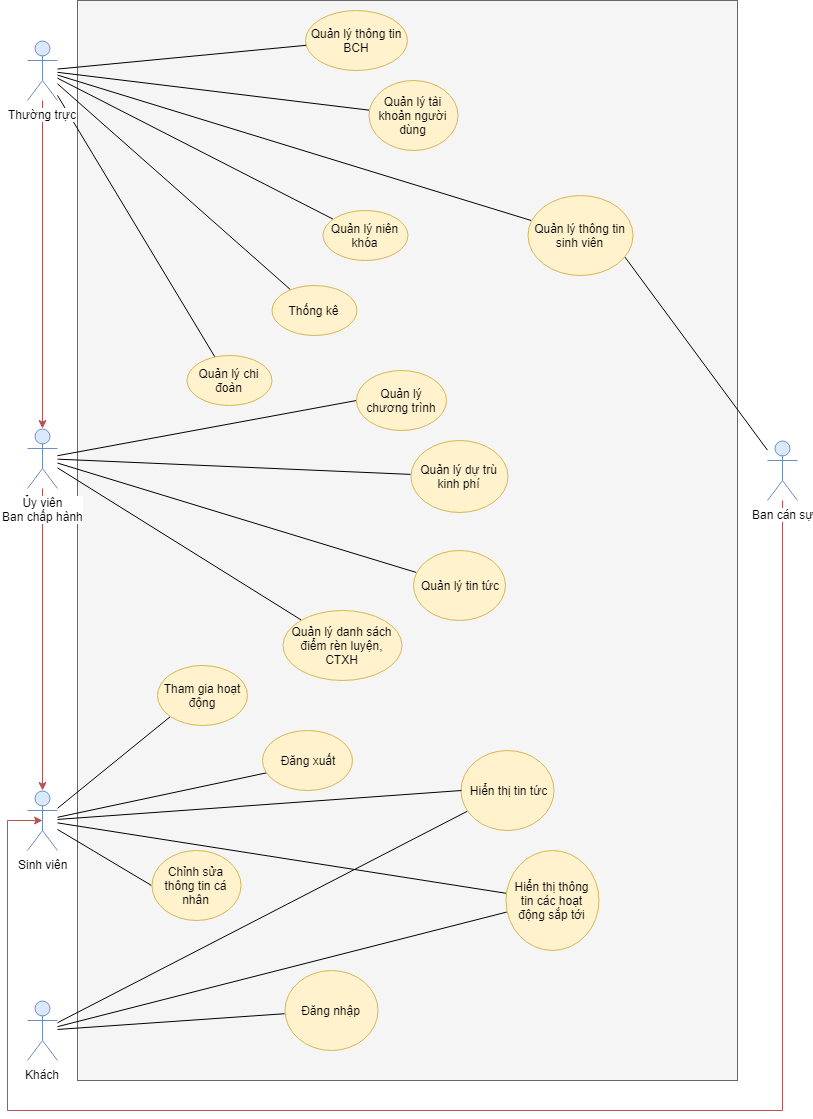 Quản lý thông tin
BCH
Thường trực
Quản lý tài
khoản người
dùng
Quản lý niên
khóa
Quản lý thông tin
sinh viên
Thống kê
Quản lý chi
đoàn
Quản lý
chương trình
Quản lý dự trù
kinh phí
Ủy viên
Ban chấp hành
Ban cán sự
Quản lý tin tức
Quản lý danh sách
điểm rèn luyện,
CTXH
Tham gia hoạt
động
Đăng xuất
Hiển thị tin tức
Sinh viên
Chỉnh sửa
thông tin cá
nhân
Hiển thị thông
tin các hoạt
động sắp tới
Đăng nhập
Khách